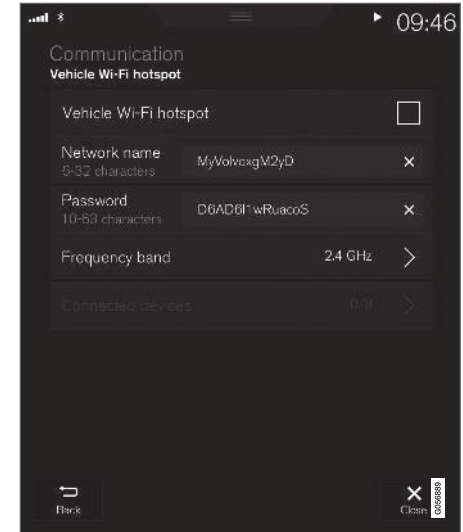 09:46
Communication
Vehicle Wi-Fi hotspot
Vehicle Wi-Fi hotspot
Network name
6-32 characters
MyVolvoxgM2yD
Password
10-63 characters
Frequency band
2.4 GHz
Connected devices
Back
Close
G056889